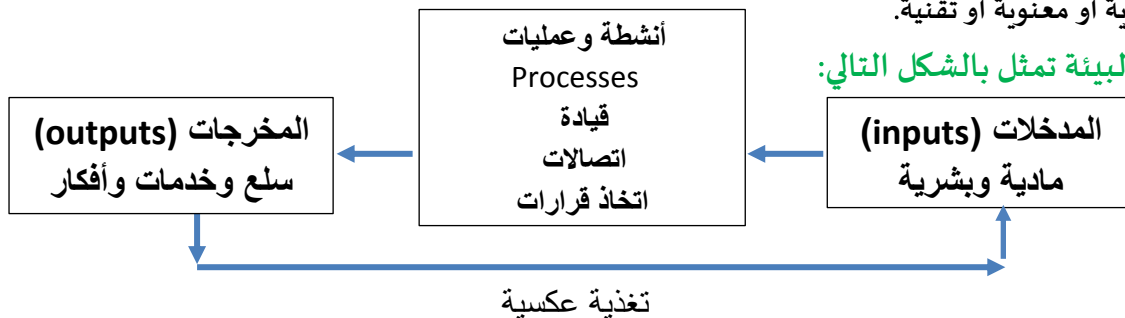 ية او معنوية او تقنية.
لبيئة تمثل بالشكل التالي:
المدخلات (inputs)
مادية وبشرية
أنشطة وعمليات
Processes
قيادة
اتصالات
اتخاذ قرارات
المخرجات (outputs)
سلع وخدمات وأفكار
تغذية عكسية